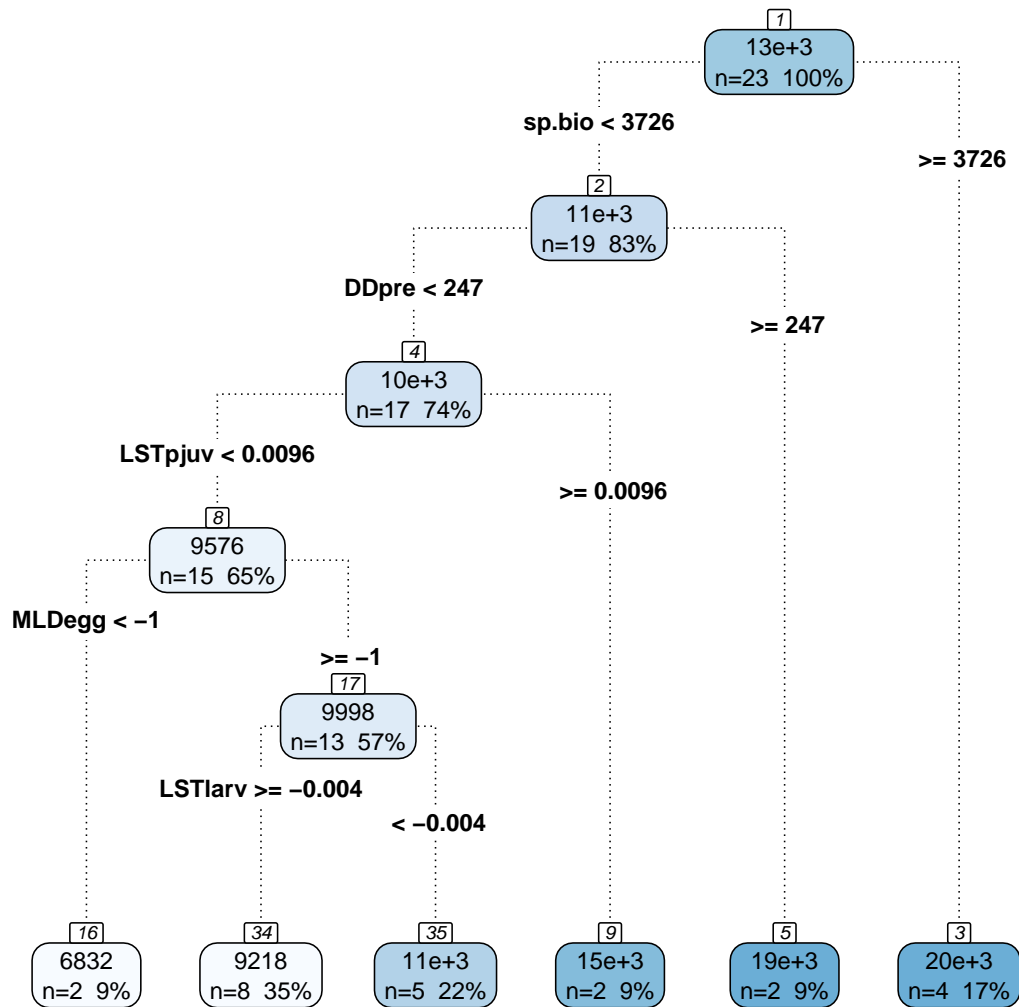 1
13e+3
n=23 100%
sp.bio < 3726
>= 3726
2
11e+3
n=19 83%
DDpre < 247
>= 247
4
10e+3
n=17 74%
LSTpjuv < 0.0096
>= 0.0096
8
9576
n=15 65%
MLDegg < −1
>= −1
17
9998
n=13 57%
LSTlarv >= −0.004
< −0.004
16
6832
n=2 9%
34
9218
n=8 35%
35
11e+3
n=5 22%
9
15e+3
n=2 9%
5
19e+3
n=2 9%
3
20e+3
n=4 17%